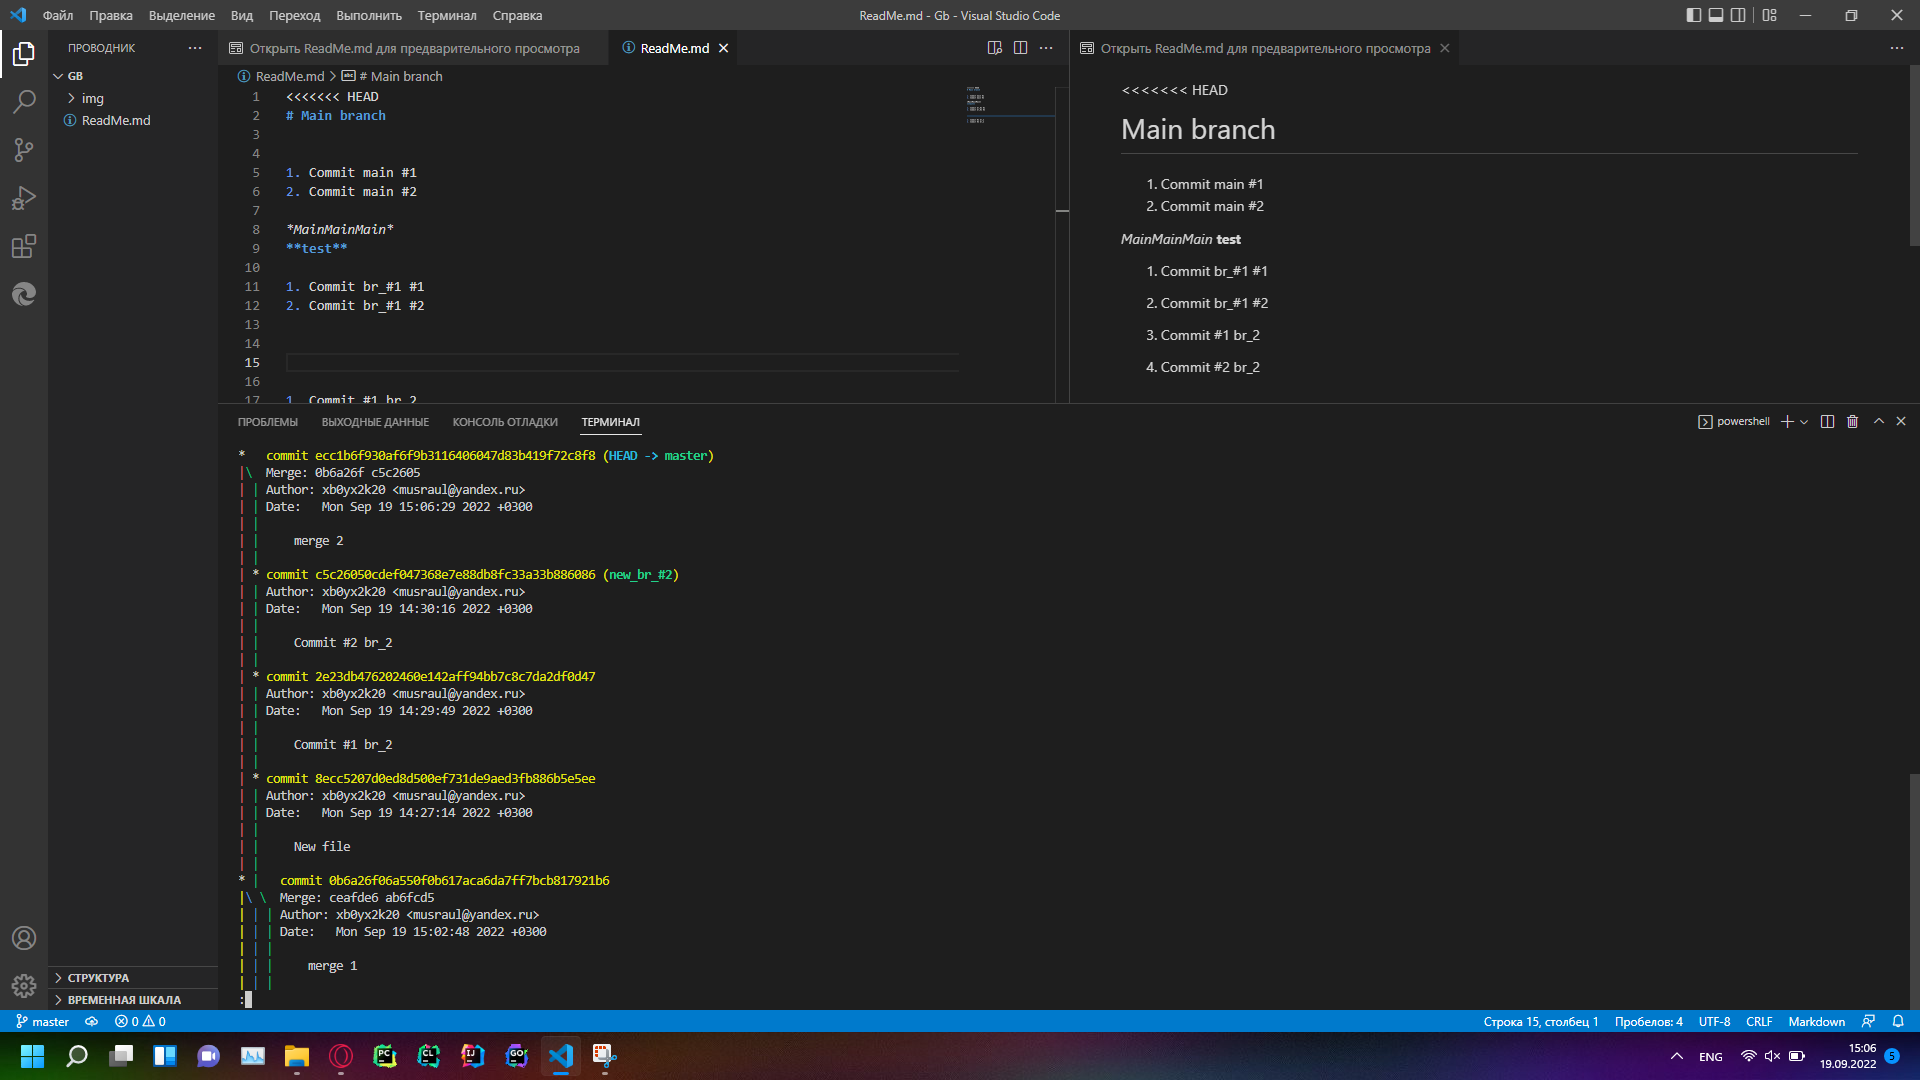 Файл Правка Выделение Вид Переход Выполнить Терминал Справка
ReadMe.md - Gb - Visual Studio Code
ПРОВОДНИК
GB
img
ReadMe.md
СТРУКТУРА
ВРЕМЕННАЯ ШКАЛА
Открыть ReadMe.md для предварительного просмотра
ReadMe.md
ReadMe.md > # Main branch
1 <<<<<<< HEAD
2 # Main branch
3
4
5 1. Commit main #1
6 2. Commit main #2
7
8 *MainMainMain*
9 **test**
10
11 1. Commit br_#1 #1
12 2. Commit br_#1 #2
13
14
15
16
17 1. Commit #1 br_2
Открыть ReadMe.md для предварительного просмотра
<<<<<<< HEAD
Main branch
1. Commit main #1
2. Commit main #2
MainMainMain test
1. Commit br_#1 #1
2. Commit br_#1 #2
3. Commit #1 br_2
4. Commit #2 br_2
ПРОБЛЕМЫ ВЫХОДНЫЕ ДАННЫЕ КОНСОЛЬ ОТЛАДКИ ТЕРМИНАЛ
powershell
* commit ecc1b6f930af6f9b3116406047d83b419f72c8f8 (HEAD -> master)
|\ Merge: 0b6a26f c5c2605
| | Author: xb0yx2k20 <musraul@yandex.ru>
| | Date: Mon Sep 19 15:06:29 2022 +0300
| |
| | merge 2
| |
| * commit c5c26050cdef047368e7e88db8fc33a33b886086 (new_br_#2)
| | Author: xb0yx2k20 <musraul@yandex.ru>
| | Date: Mon Sep 19 14:30:16 2022 +0300
| |
| | Commit #2 br_2
| |
| * commit 2e23db476202460e142aff94bb7c8c7da2df0d47
| | Author: xb0yx2k20 <musraul@yandex.ru>
| | Date: Mon Sep 19 14:29:49 2022 +0300
| |
| | Commit #1 br_2
| |
| * commit 8ecc5207d0ed8d500ef731de9aed3fb886b5e5ee
| | Author: xb0yx2k20 <musraul@yandex.ru>
| | Date: Mon Sep 19 14:27:14 2022 +0300
| |
| | New file
| |
* | commit 0b6a26f06a550f0b617aca6da7ff7bcb817921b6
|\ \ Merge: ceafde6 ab6fcd5
| | | Author: xb0yx2k20 <musraul@yandex.ru>
| | | Date: Mon Sep 19 15:02:48 2022 +0300
| | |
| | | merge 1
| | |
:
master 0 0
Строка 15, столбец 1 Пробелов: 4 UTF-8 CRLF Markdown
PC CL IJ GO
ENG
15:06
19.09.2022
5